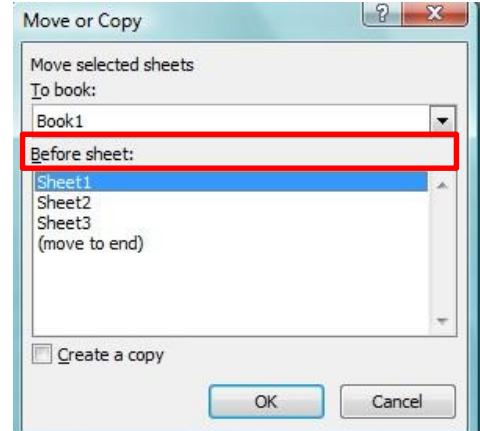 Move or Copy
Move selected sheets
To book:
Book1
Before sheet:
Sheet1
Sheet2
Sheet3
(move to end)
Create a copy
OK Cancel